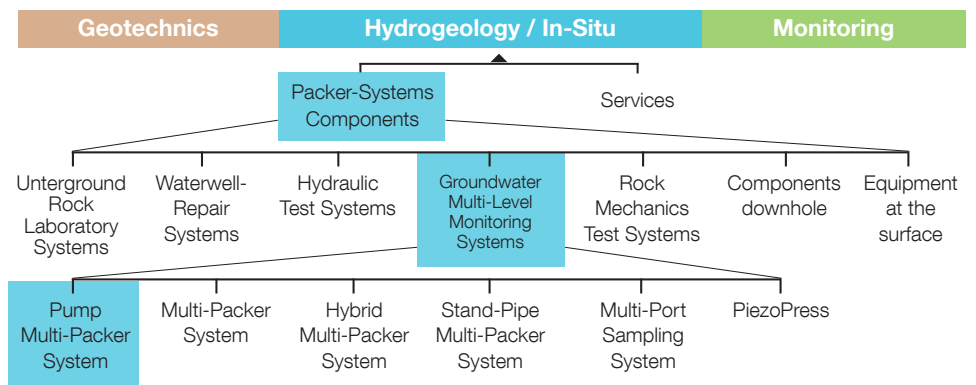 Geotechnics
Hydrogeology / In-Situ
Monitoring
Packer-Systems
Components
Services
Unterground
Rock
Laboratory
Systems
Waterwell-
Repair
Systems
Hydraulic
Test Systems
Groundwater
Multi-Level
Monitoring
Systems
Rock
Mechanics
Test Systems
Components
downhole
Equipment
at the
surface
Pump
Multi-Packer
System
Multi-Packer
System
Hybrid
Multi-Packer
System
Stand-Pipe
Multi-Packer
System
Multi-Port
Sampling
System
PiezoPress